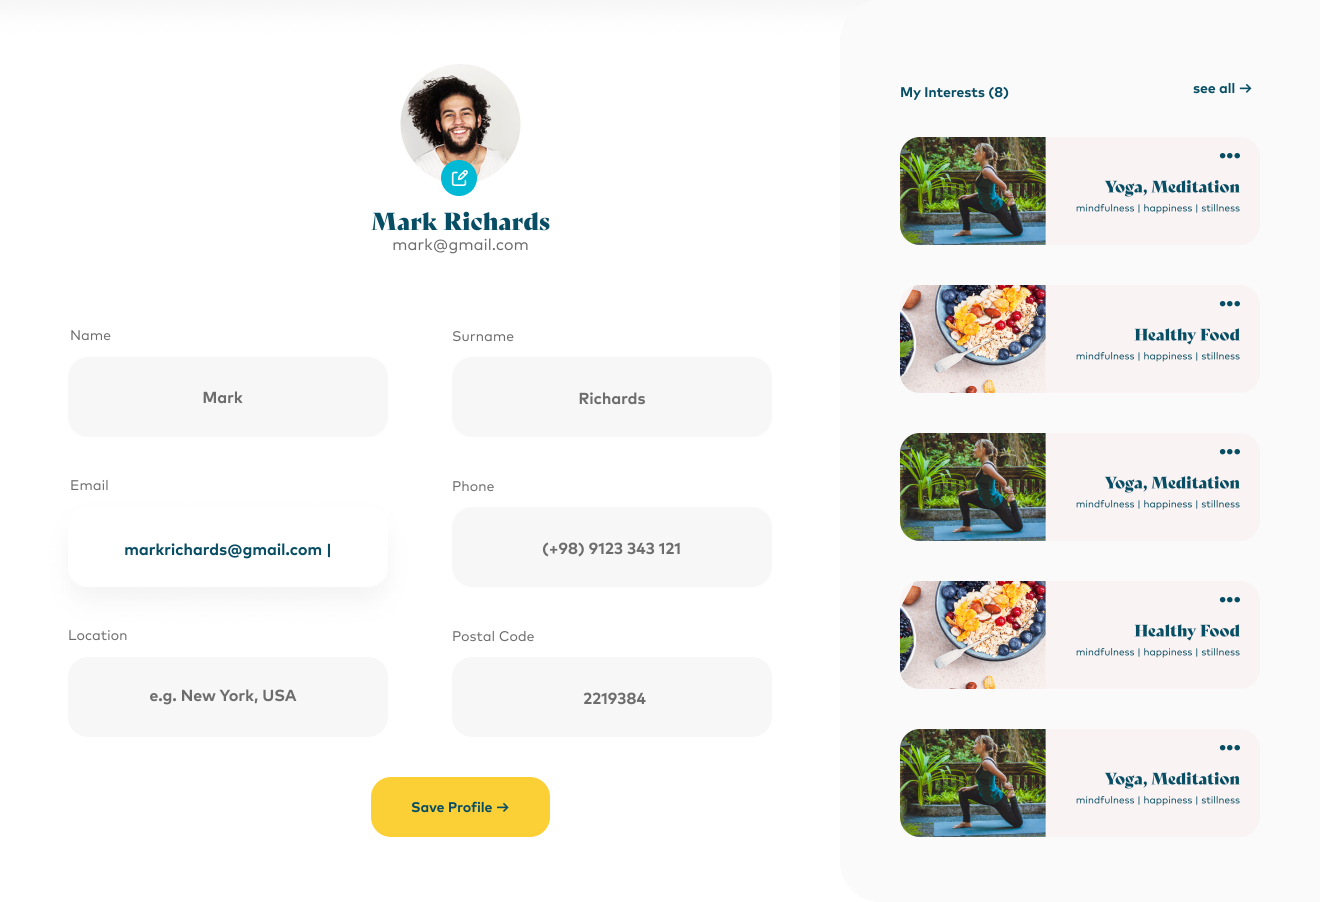 Mark Richards
mark@gmail.com
Name
Surname
Mark
Richards
Email
Phone
markrichards@gmail.com |
(+98) 9123 343 121
Location
Postal Code
e.g. New York, USA
2219384
Save Profile →
My Interests (8)
see all →
Yoga, Meditation
mindfulness | happiness | stillness
Healthy Food
mindfulness | happiness | stillness
Yoga, Meditation
mindfulness | happiness | stillness
Healthy Food
mindfulness | happiness | stillness
Yoga, Meditation
mindfulness | happiness | stillness